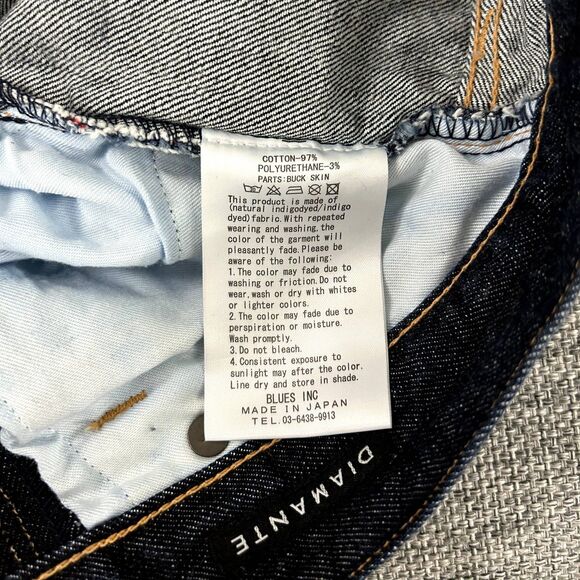 COTTON-97%
POLYURETHANE-3%
PARTS:BUCK SKIN
This product is made of
(natural indigodyed/indigo
dyed)fabric. With repeated
wearing and washing, the
color of the garment will
pleasantly fade. Please be
aware of the following:
1. The color may fade due to
washing or friction. Do not
wear, wash or dry with whites
or lighter colors.
2. The color may fade due to
perspiration or moisture.
Wash promptly.
3. Do not bleach.
4. Consistent exposure to
sunlight may after the color.
Line dry and store in shade.
BLUES INC
MADE IN JAPAN
TEL. 03-6438-9913
DIAMANTE